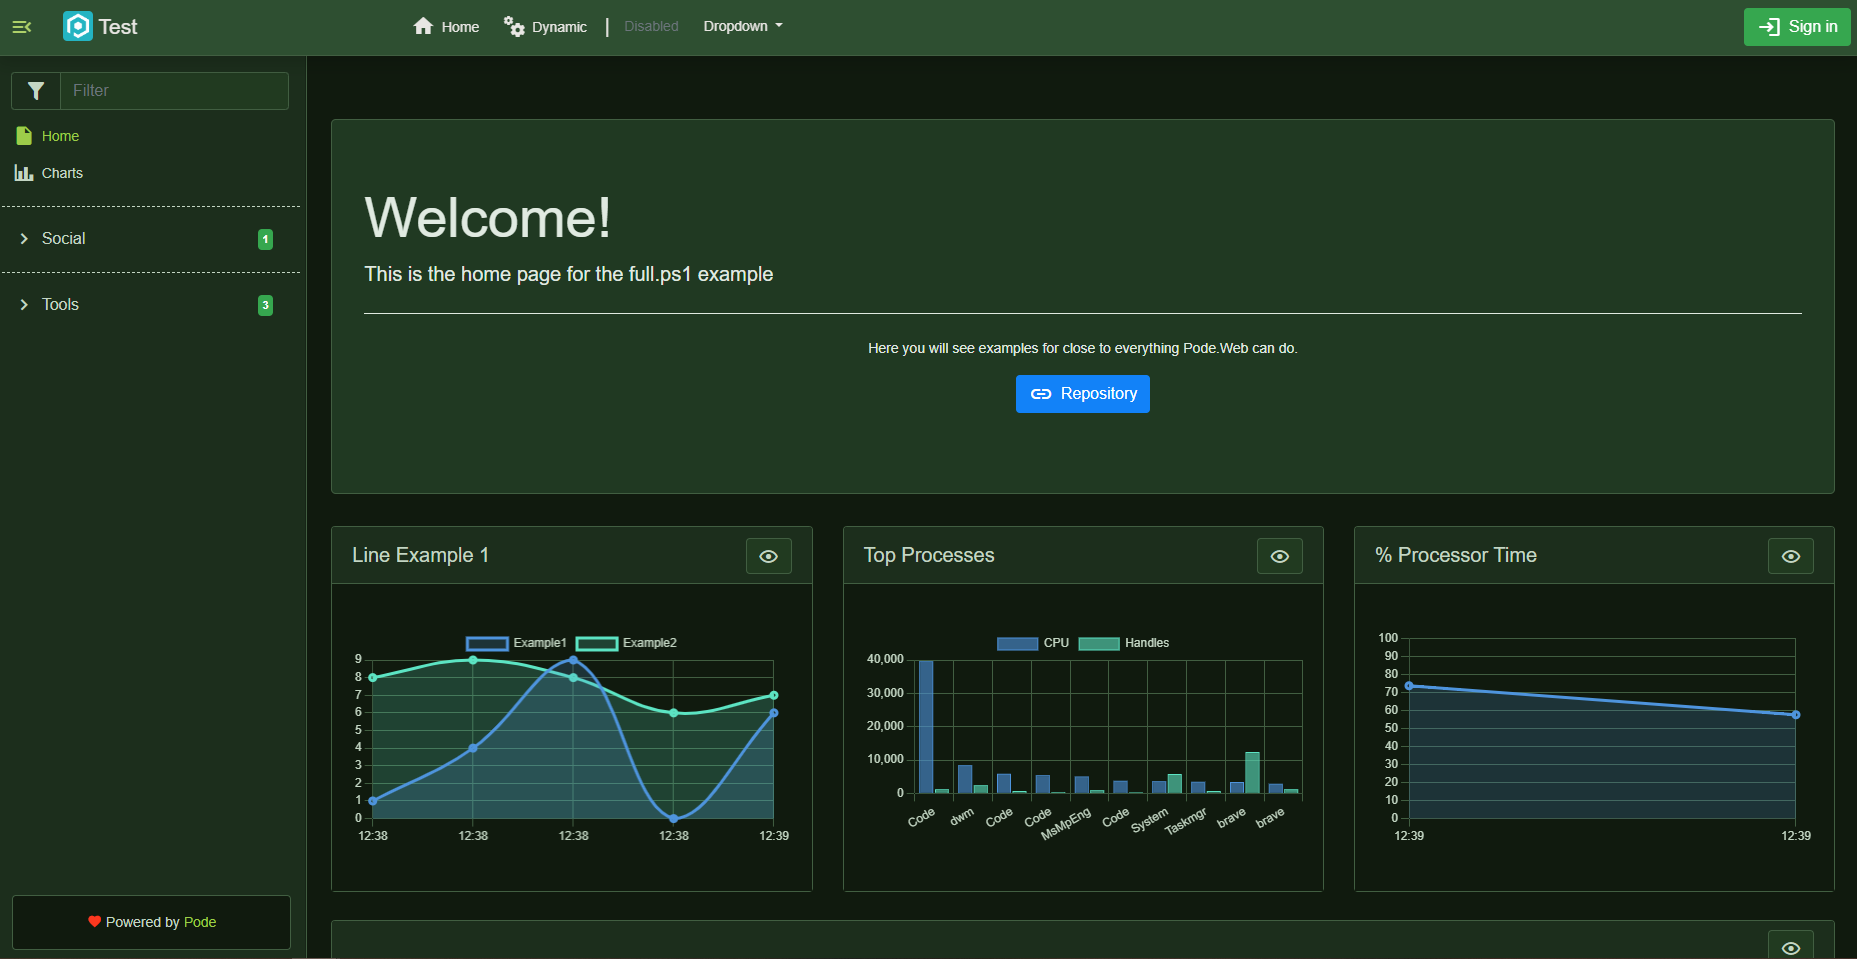 Test
Home
Dynamic
Disabled
Dropdown
Sign in
Filter
Home
Charts
Social
1
Tools
3
Powered by Pode
Welcome!
This is the home page for the full.ps1 example
Here you will see examples for close to everything Pode.Web can do.
Repository
Line Example 1
Example1 Example2
9
8
7
6
5
4
3
2
1
0
12:38 12:38 12:38 12:38 12:39
Top Processes
CPU Handles
40,000
30,000
20,000
10,000
0
Code dwm Code Code MsMpEng Code System Taskmgr brave brave
% Processor Time
100
90
80
70
60
50
40
30
20
10
0
12:39 12:39